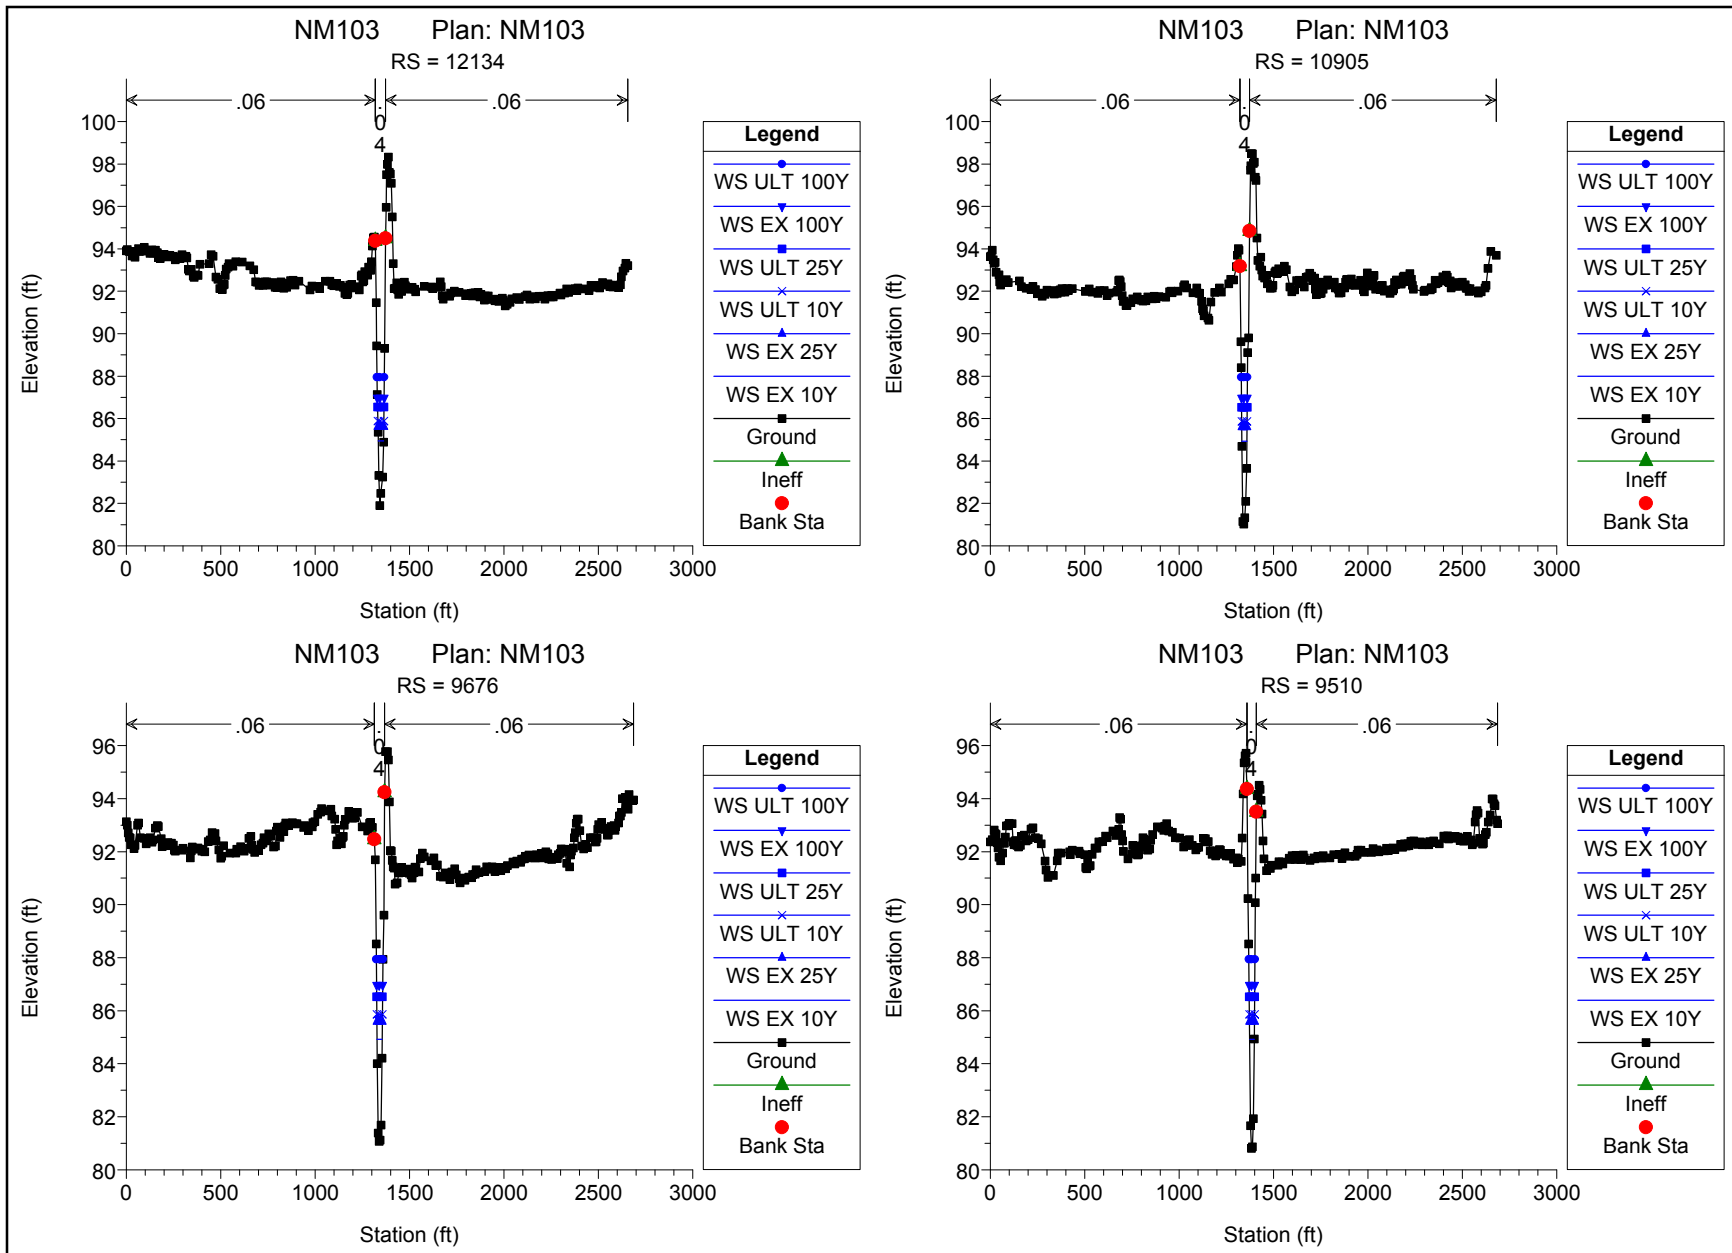 NM103 Plan: NM103
RS = 12134
.06 .04 .06
100
98
96
94
92
90
88
86
84
82
80
Elevation (ft)
0 500 1000 1500 2000 2500 3000
Station (ft)
Legend
WS ULT 100Y
WS EX 100Y
WS ULT 25Y
WS ULT 10Y
WS EX 25Y
WS EX 10Y
Ground
Ineff
Bank Sta
NM103 Plan: NM103
RS = 10905
.06 .04 .06
100
98
96
94
92
90
88
86
84
82
80
Elevation (ft)
0 500 1000 1500 2000 2500 3000
Station (ft)
Legend
WS ULT 100Y
WS EX 100Y
WS ULT 25Y
WS ULT 10Y
WS EX 25Y
WS EX 10Y
Ground
Ineff
Bank Sta
NM103 Plan: NM103
RS = 9676
.06 .04 .06
96
94
92
90
88
86
84
82
80
Elevation (ft)
0 500 1000 1500 2000 2500 3000
Station (ft)
Legend
WS ULT 100Y
WS EX 100Y
WS ULT 25Y
WS ULT 10Y
WS EX 25Y
WS EX 10Y
Ground
Ineff
Bank Sta
NM103 Plan: NM103
RS = 9510
.06 .04 .06
96
94
92
90
88
86
84
82
80
Elevation (ft)
0 500 1000 1500 2000 2500 3000
Station (ft)
Legend
WS ULT 100Y
WS EX 100Y
WS ULT 25Y
WS ULT 10Y
WS EX 25Y
WS EX 10Y
Ground
Ineff
Bank Sta